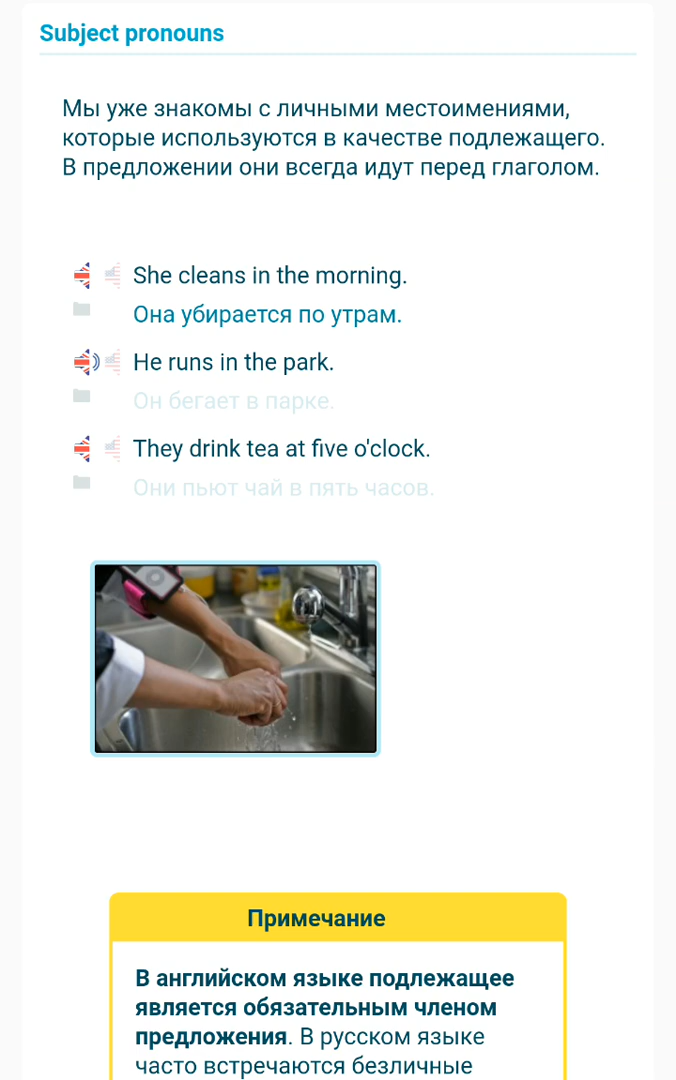 Subject pronouns
Мы уже знакомы с личными местоимениями,
которые используются в качестве подлежащего.
В предложении они всегда идут перед глаголом.
She cleans in the morning.
Она убирается по утрам.
He runs in the park.
Он бегает в парке.
They drink tea at five o'clock.
Они пьют чай в пять часов.
Примечание
В английском языке подлежащее
является обязательным членом
предложения. В русском языке
часто встречаются безличные